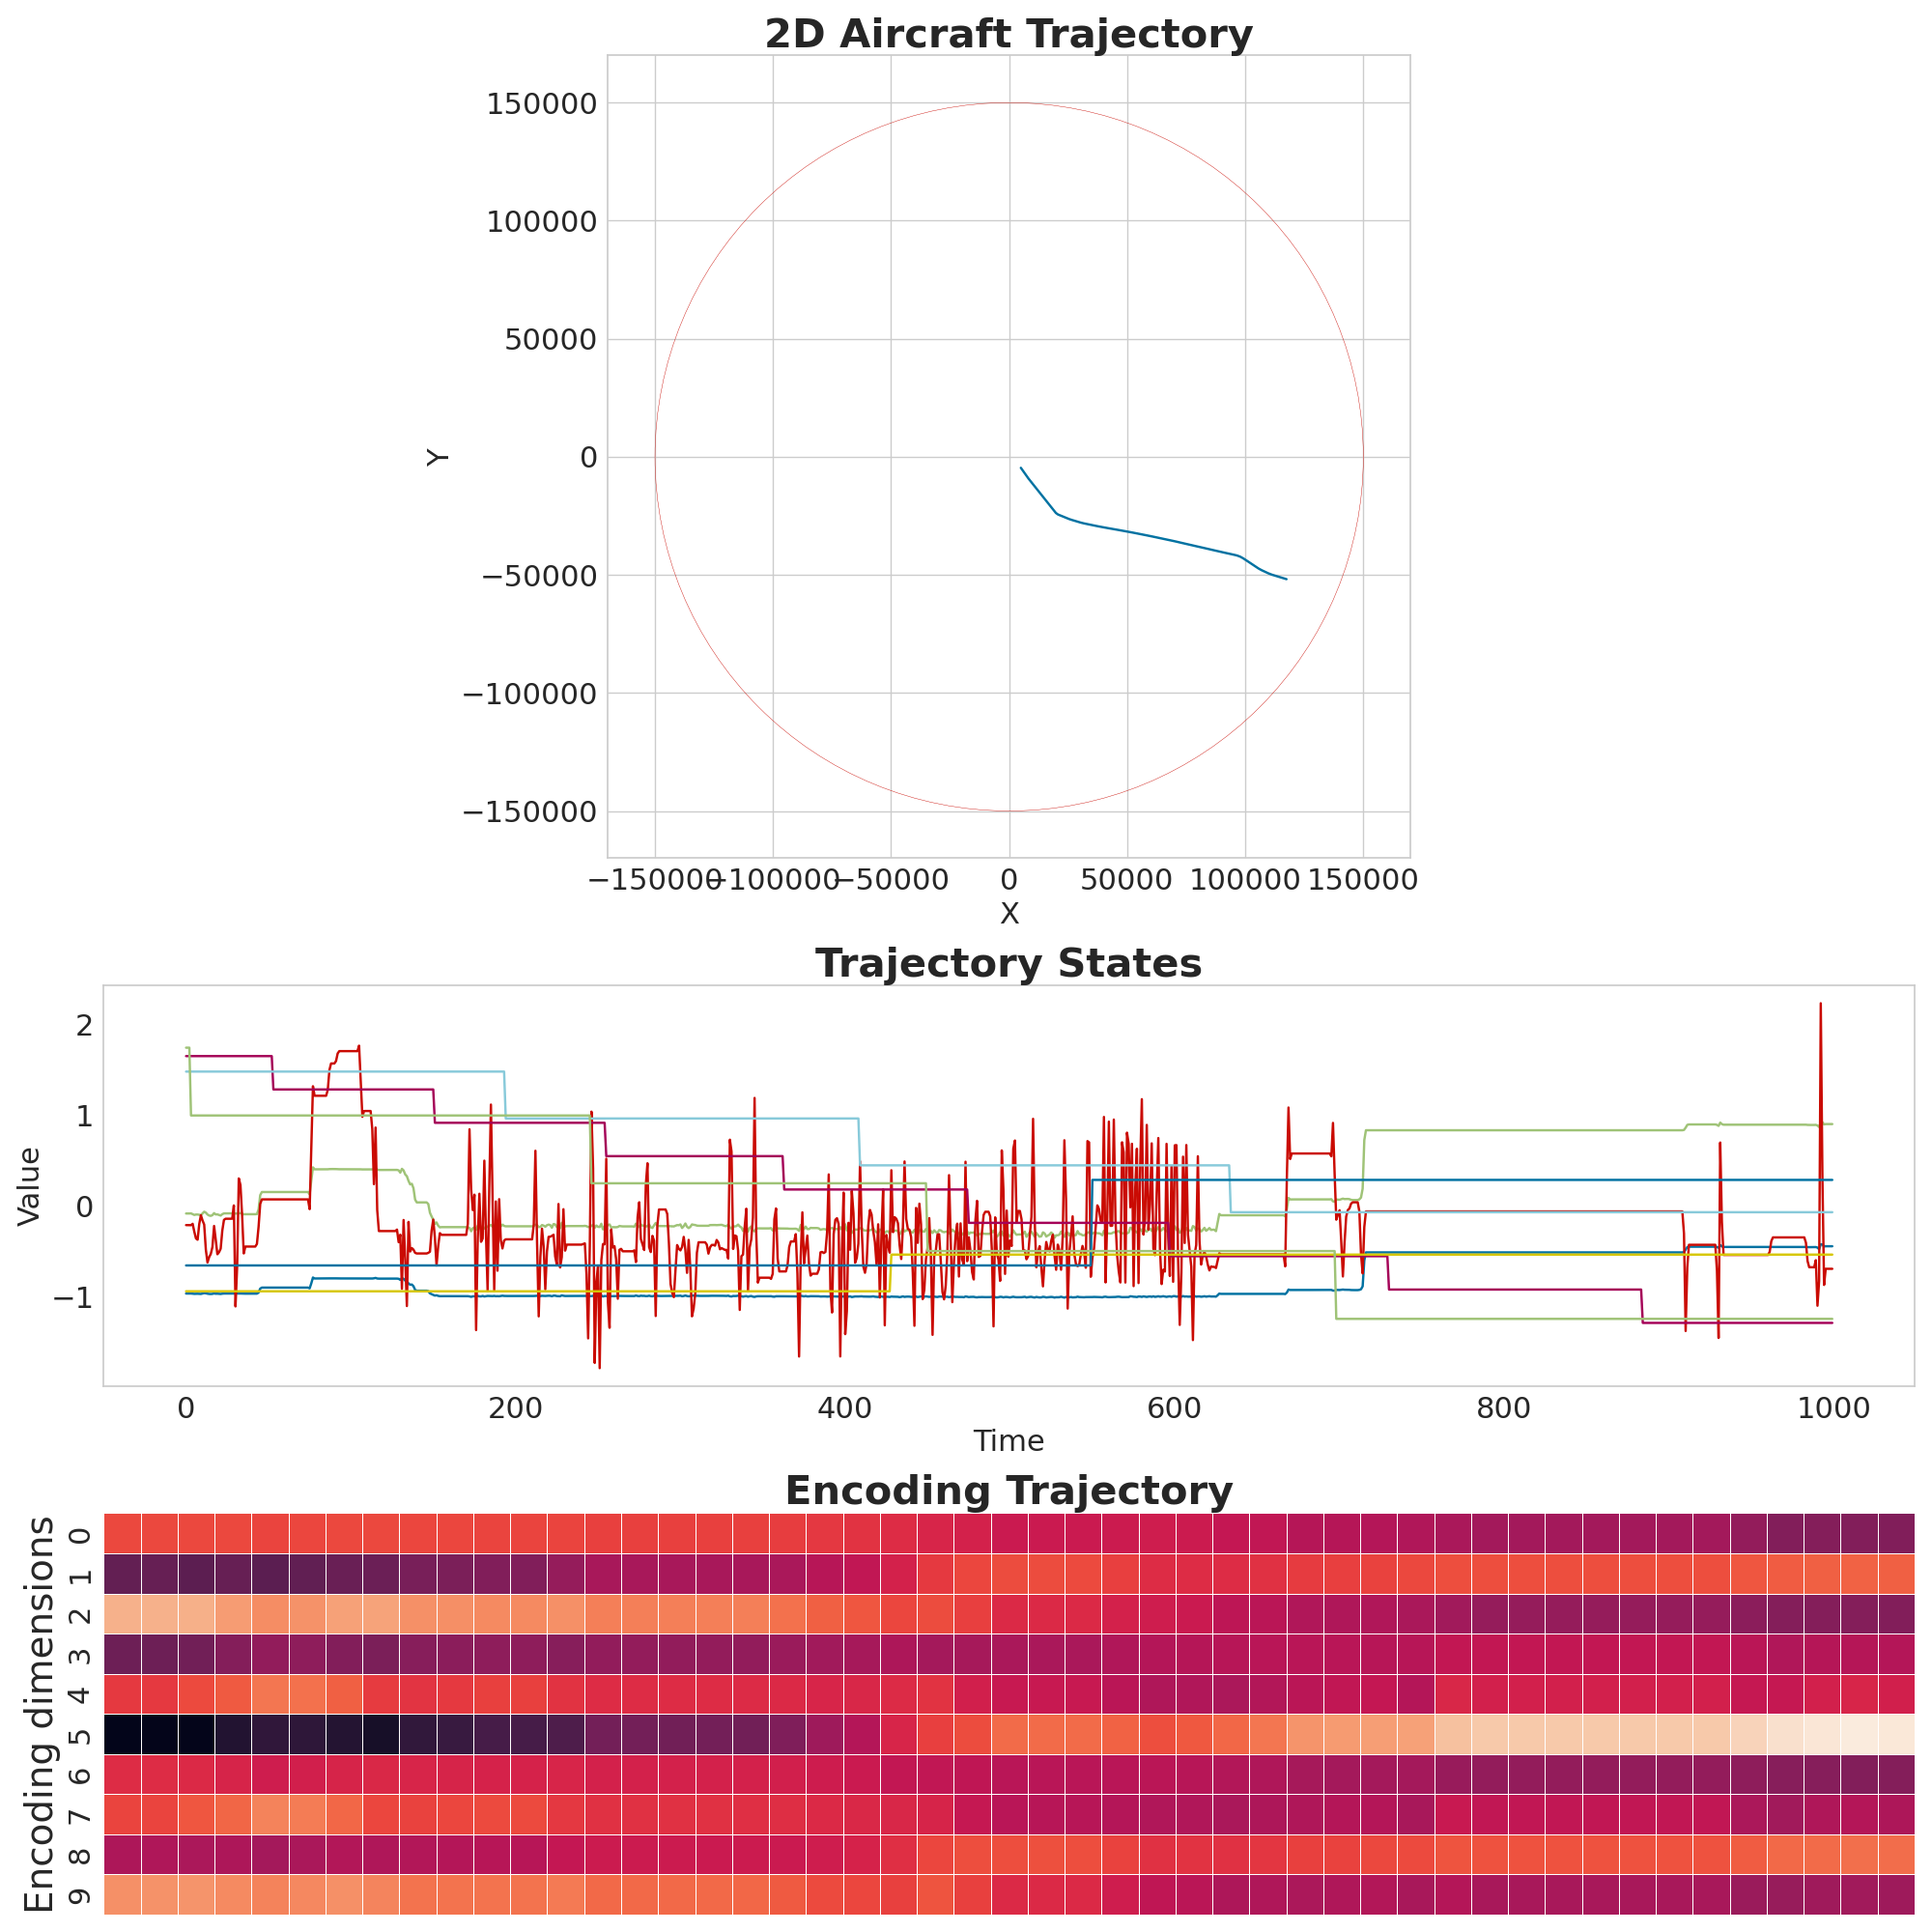 2D Aircraft Trajectory
150000
100000
50000
0
−50000
−100000
−150000
Y
−150000 −100000 −50000 0 50000 100000 150000
X
Trajectory States
2
1
0
−1
Value
0 200 400 600 800 1000
Time
Encoding Trajectory
0
1
2
3
4
5
6
7
8
9
Encoding dimensions